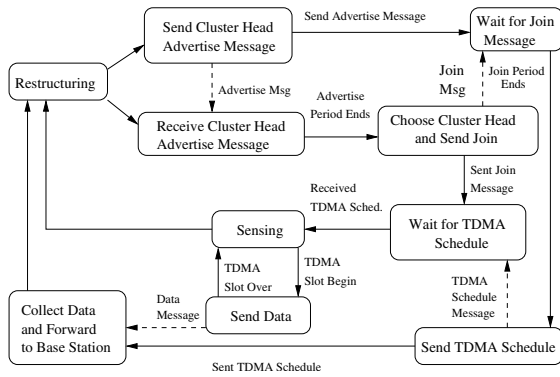 Send Cluster Head
Advertise Message
Send Advertise Message
Wait for Join
Message
Restructuring
Advertise Msg
Advertise
Period Ends
Join
Msg
Join Period
Ends
Receive Cluster Head
Advertise Message
Choose Cluster Head
and Send Join
Sent Join
Message
Received
TDMA Sched.
Sensing
Wait for TDMA
Schedule
TDMA
Slot Over
TDMA
Slot Begin
TDMA
Schedule
Message
Collect Data
and Forward
to Base Station
Data
Message
Send Data
Send TDMA Schedule
Sent TDMA Schedule